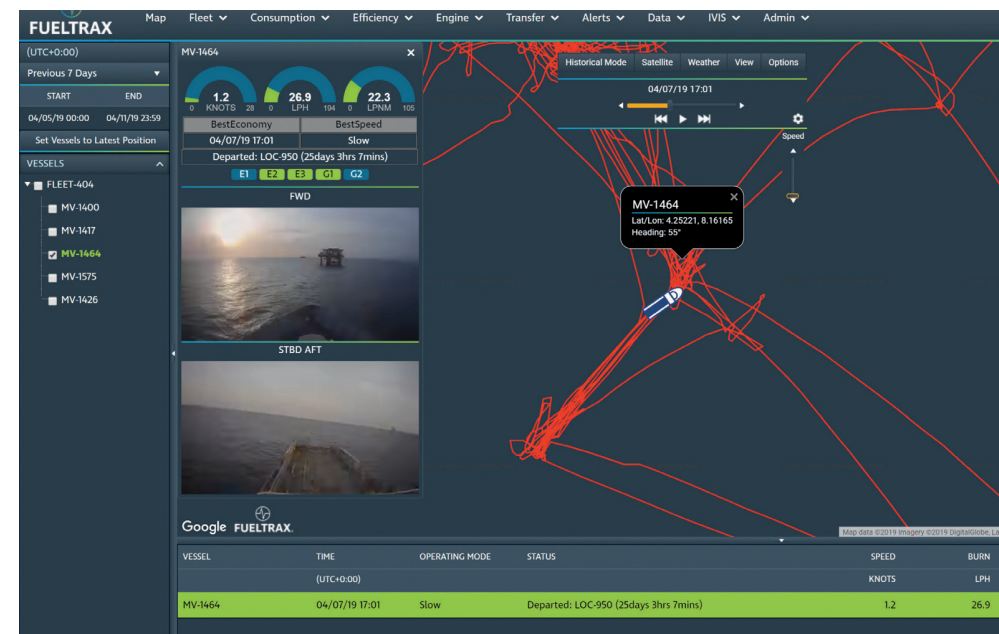 FUELTRAX
Map Fleet Consumption Efficiency Engine Transfer Alerts Data IVIS Admin
(UTC+0:00)
Previous 7 Days
START END
04/05/19 00:00 04/11/19 23:59
Set Vessels to Latest Position
VESSELS
FLEET-404
MV-1400
MV-1417
MV-1464
MV-1575
MV-1426
MV-1464
1.2 26.9 22.3
0 KNOTS 28 0 LPH 194 0 LPNM 105
BestEconomy BestSpeed
04/07/19 17:01 Slow
Departed: LOC-950 (25days 3hrs 7mins)
E1 E2 E3 G1 G2
FWD
STBD AFT
Google FUELTRAX.
Historical Mode Satellite Weather View Options
04/07/19 17:01
Speed
MV-1464
Lat/Lon: 4.25221, 8.16165
Heading: 55°
Map data ©2019 Imagery ©2019 DigitalGlobe,
VESSEL TIME OPERATING MODE STATUS SPEED BURN
(UTC+0:00) KNOTS LPH
MV-1464 04/07/19 17:01 Slow Departed: LOC-950 (25days 3hrs 7mins) 1.2 26.9